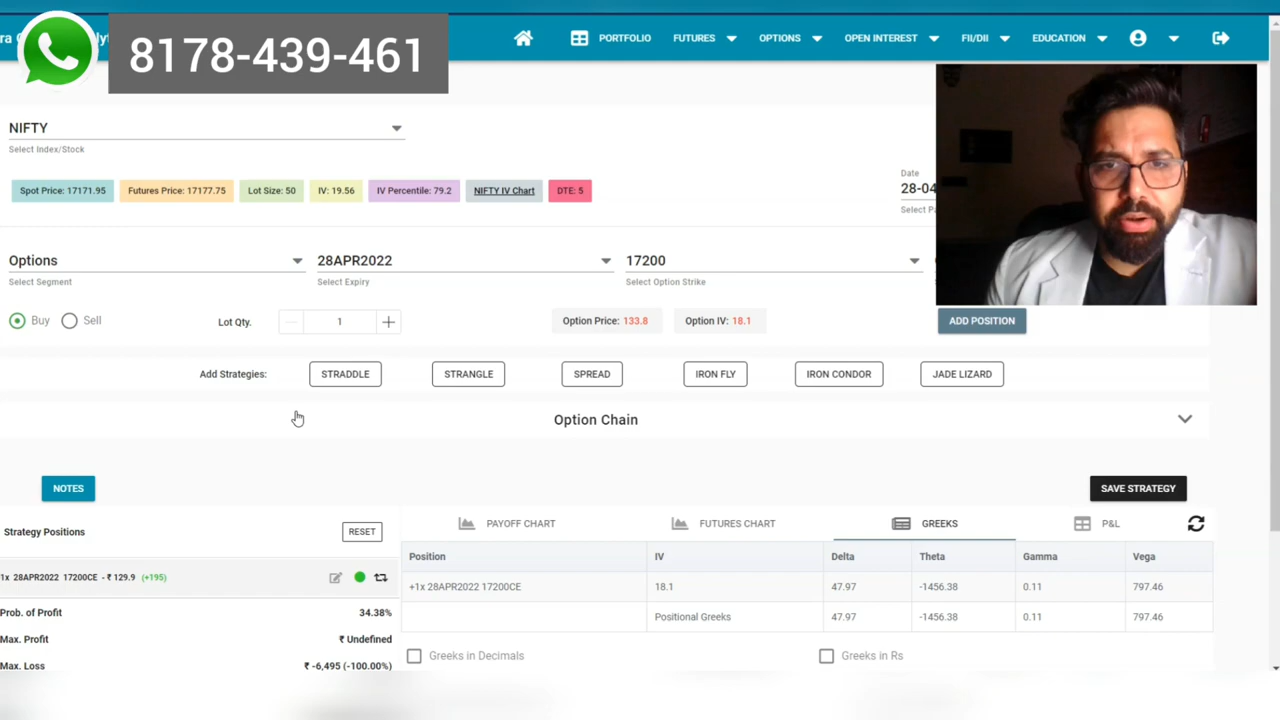 8178-439-461
PORTFOLIO FUTURES OPTIONS OPEN INTEREST FII/DII EDUCATION
NIFTY
Select Index/Stock
Spot Price: 17171.95 Futures Price: 17177.75 Lot Size: 50 IV: 19.56 IV Percentile: 79.2 NIFTY IV Chart DTE: 5
Date
28-04
Options 28APR2022 17200
Select Segment Select Expiry Select Option Strike
Buy Sell Lot Qty. 1 + Option Price: 133.8 Option IV: 18.1 ADD POSITION
Add Strategies: STRADDLE STRANGLE SPREAD IRON FLY IRON CONDOR JADE LIZARD
Option Chain
NOTES SAVE STRATEGY
Strategy Positions RESET
1x 28APR2022 17200CE - ₹ 129.9 (+195)
Prob. of Profit 34.38%
Max. Profit ₹ Undefined
Max. Loss ₹ -6,495 (-100.00%)
PAYOFF CHART FUTURES CHART GREEKS P&L
Position IV Delta Theta Gamma Vega
+1x 28APR2022 17200CE 18.1 47.97 -1456.38 0.11 797.46
Positional Greeks 47.97 -1456.38 0.11 797.46
Greeks in Decimals Greeks in Rs